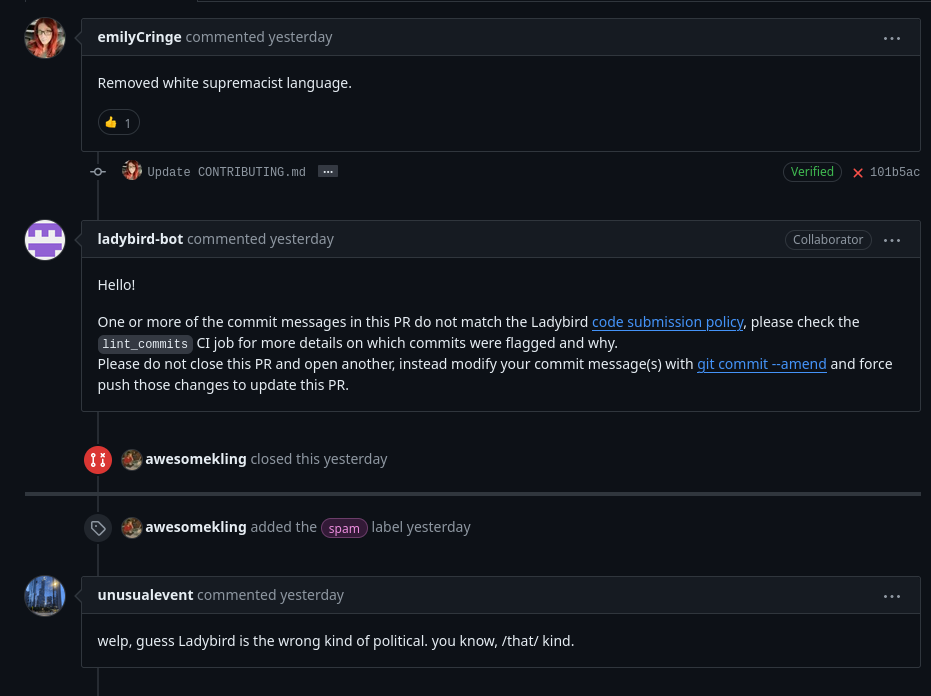 emilyCringe commented yesterday
...
Removed white supremacist language.
👍 1
Update CONTRIBUTING.md ...
Verified
101b5ac
ladybird-bot commented yesterday
Collaborator
...
Hello!
One or more of the commit messages in this PR do not match the Ladybird code submission policy, please check the
lint_commits CI job for more details on which commits were flagged and why.
Please do not close this PR and open another, instead modify your commit message(s) with git commit --amend and force
push those changes to update this PR.
awesomekling closed this yesterday
awesomekling added the spam label yesterday
unusualevent commented yesterday
...
welp, guess Ladybird is the wrong kind of political. you know, /that/ kind.